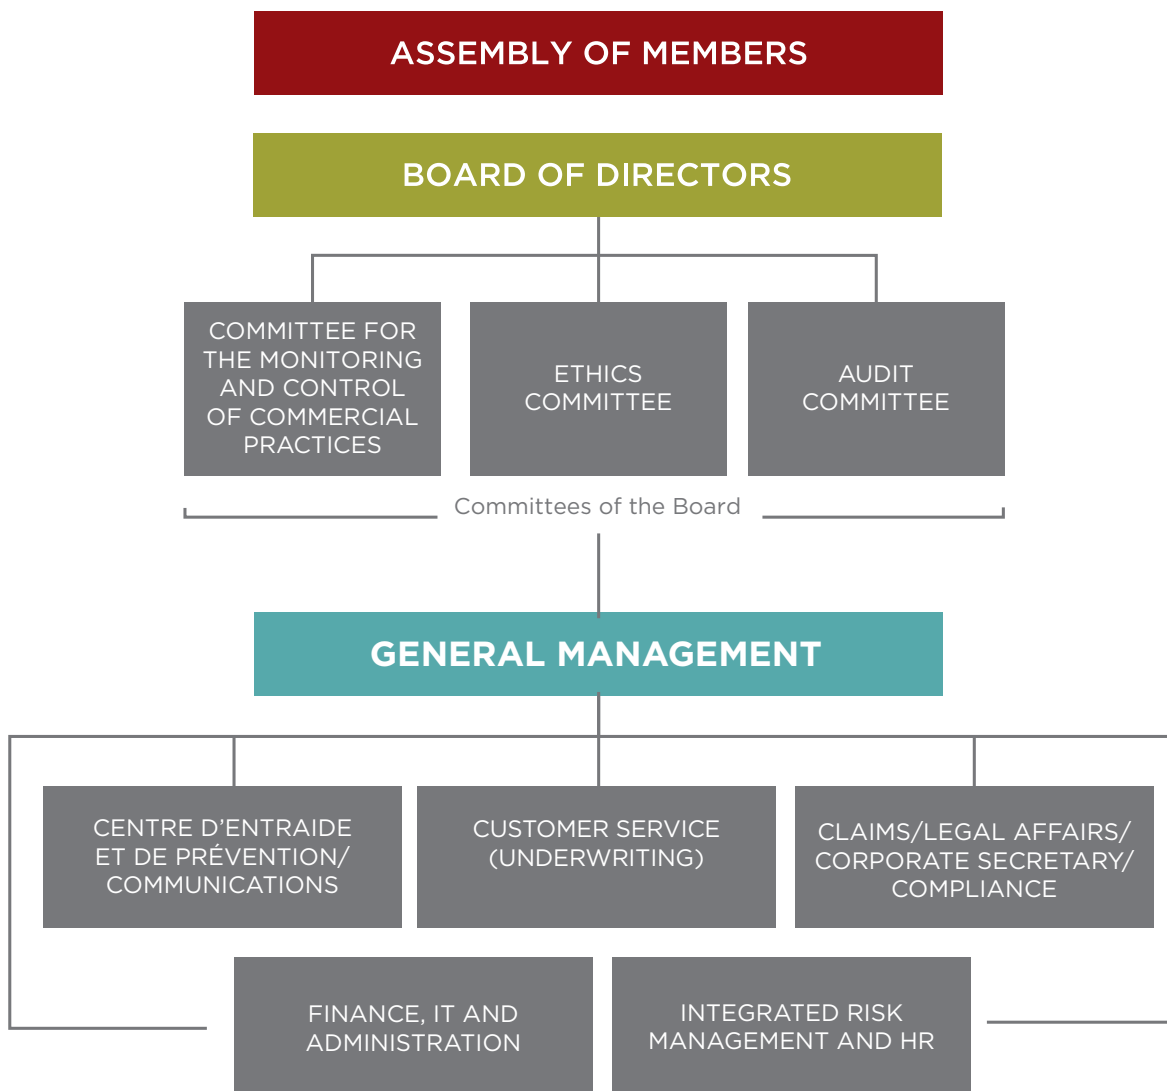 ASSEMBLY OF MEMBERS
BOARD OF DIRECTORS
COMMITTEE FOR
THE MONITORING
AND CONTROL
OF COMMERCIAL
PRACTICES
ETHICS
COMMITTEE
AUDIT
COMMITTEE
Committees of the Board
GENERAL MANAGEMENT
CENTRE D’ENTRAIDE
ET DE PRÉVENTION/
COMMUNICATIONS
CUSTOMER SERVICE
(UNDERWRITING)
CLAIMS/LEGAL AFFAIRS/
CORPORATE SECRETARY/
COMPLIANCE
FINANCE, IT AND
ADMINISTRATION
INTEGRATED RISK
MANAGEMENT AND HR